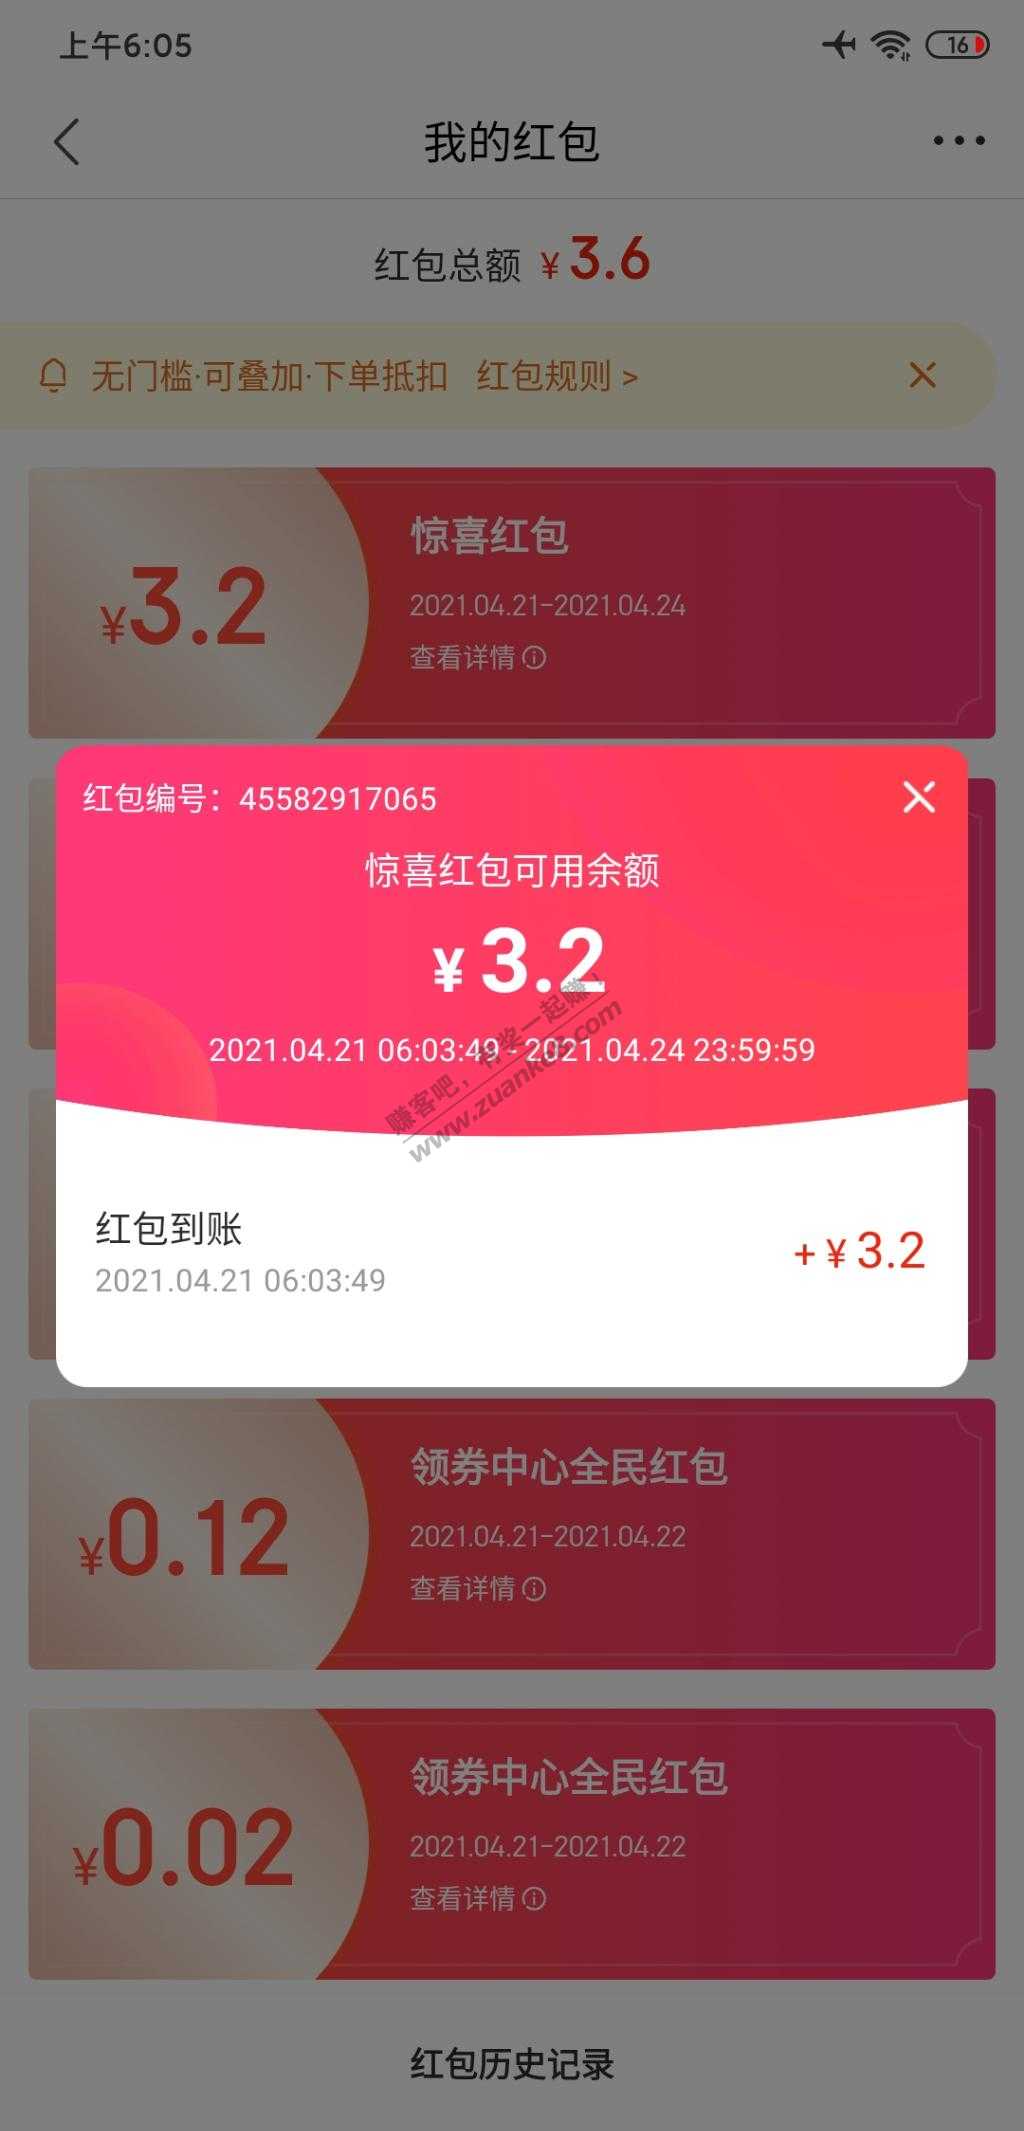 上午6:05
16
我的红包
红包总额 ¥3.6
无门槛·可叠加·下单抵扣 红包规则 >
¥3.2
惊喜红包
2021.04.21-2021.04.24
查看详情
红包编号：45582917065
惊喜红包可用余额
¥3.2
2021.04.21 06:03:49 - 2021.04.24 23:59:59
赚客吧，有奖一起赚！
www.zuanke8.com
红包到账
2021.04.21 06:03:49
+¥3.2
¥0.12
领券中心全民红包
2021.04.21-2021.04.22
查看详情
¥0.02
领券中心全民红包
2021.04.21-2021.04.22
查看详情
红包历史记录